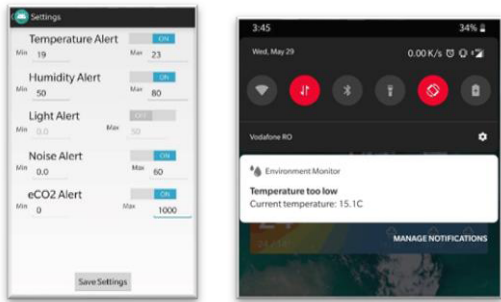 Settings
Temperature Alert ON
Min 19 Max 23
Humidity Alert ON
Min 50 Max 80
Light Alert OFF
Min 0.0 Max 50
Noise Alert ON
Min 0.0 Max 60
eCO2 Alert ON
Min 0 Max 1000
Save Settings
3:45 34%
Wed, May 29 0.00 K/s
Vodafone RO
Environment Monitor
Temperature too low
Current temperature: 15.1C
MANAGE NOTIFICATIONS